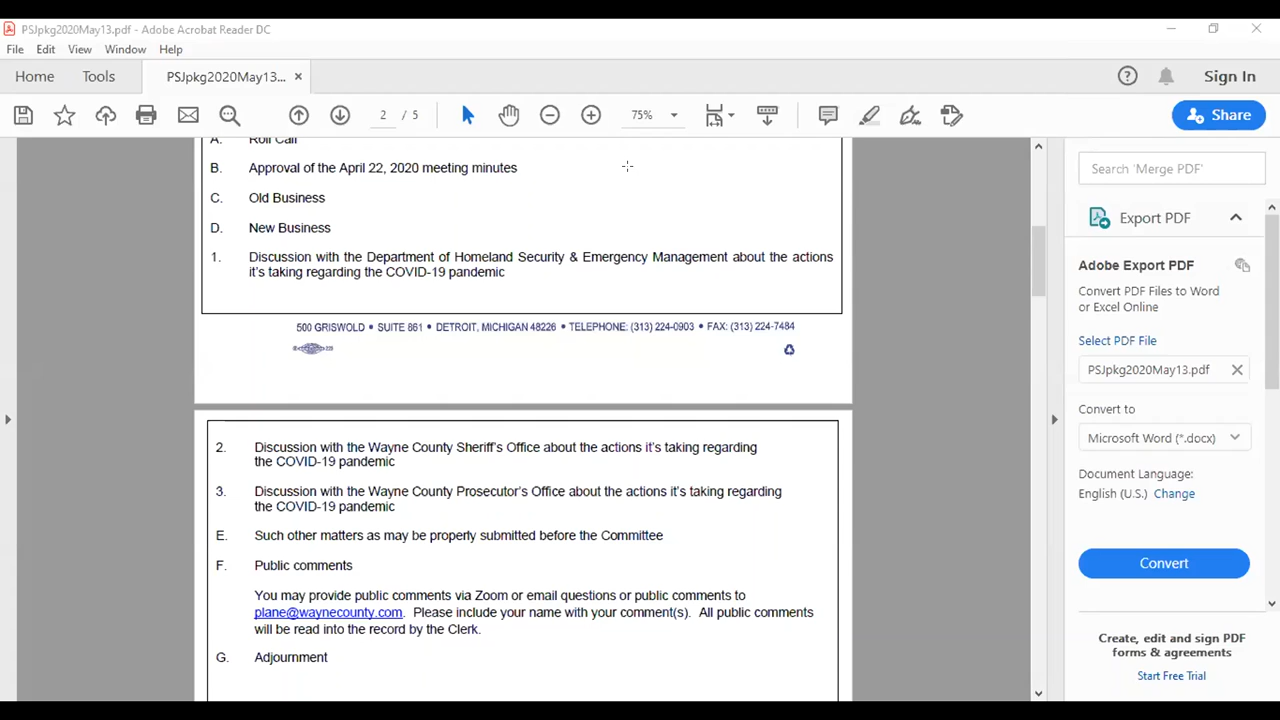 PSJpkg2020May13.pdf - Adobe Acrobat Reader DC
File Edit View Window Help
Home Tools PSJpkg2020May13... × Sign In
2 / 5 75% Share
A. Roll Call
B. Approval of the April 22, 2020 meeting minutes
C. Old Business
D. New Business
1. Discussion with the Department of Homeland Security & Emergency Management about the actions
it's taking regarding the COVID-19 pandemic
500 GRISWOLD • SUITE 861 • DETROIT, MICHIGAN 48226 • TELEPHONE: (313) 224-0903 • FAX: (313) 224-7484
2. Discussion with the Wayne County Sheriff's Office about the actions it's taking regarding
the COVID-19 pandemic
3. Discussion with the Wayne County Prosecutor's Office about the actions it's taking regarding
the COVID-19 pandemic
E. Such other matters as may be properly submitted before the Committee
F. Public comments
You may provide public comments via Zoom or email questions or public comments to
plane@waynecounty.com. Please include your name with your comment(s). All public comments
will be read into the record by the Clerk.
G. Adjournment
Search 'Merge PDF'
Export PDF
Adobe Export PDF
Convert PDF Files to Word
or Excel Online
Select PDF File
PSJpkg2020May13.pdf
Convert to
Microsoft Word (*.docx)
Document Language:
English (U.S.) Change
Convert
Create, edit and sign PDF
forms & agreements
Start Free Trial